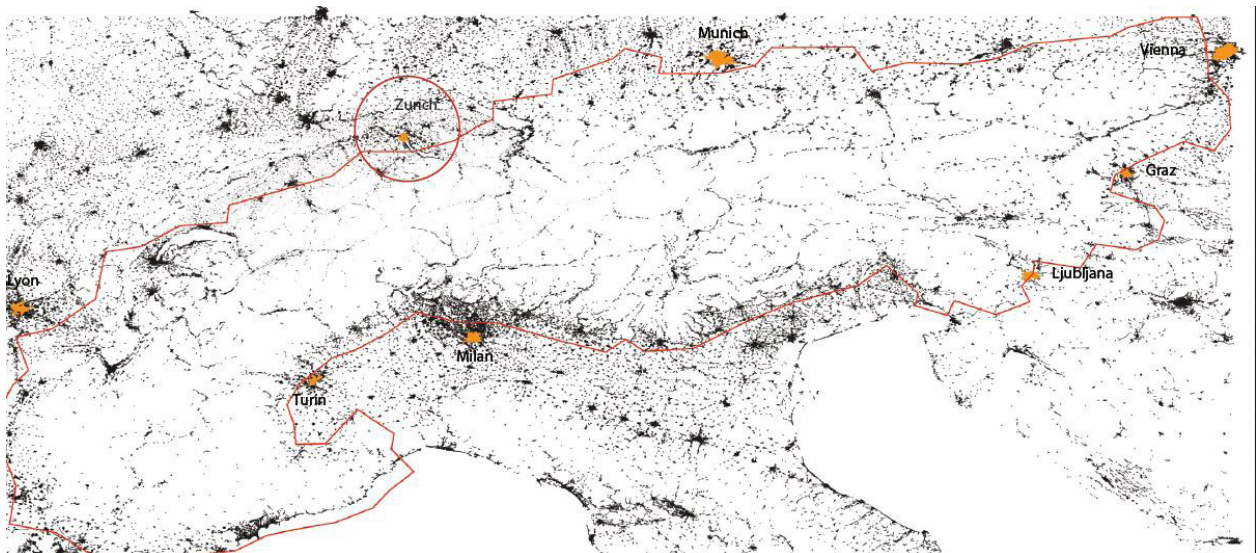 Munich
Vienna
Zurich
Graz
Lyon
Ljubljana
Milan
Turin